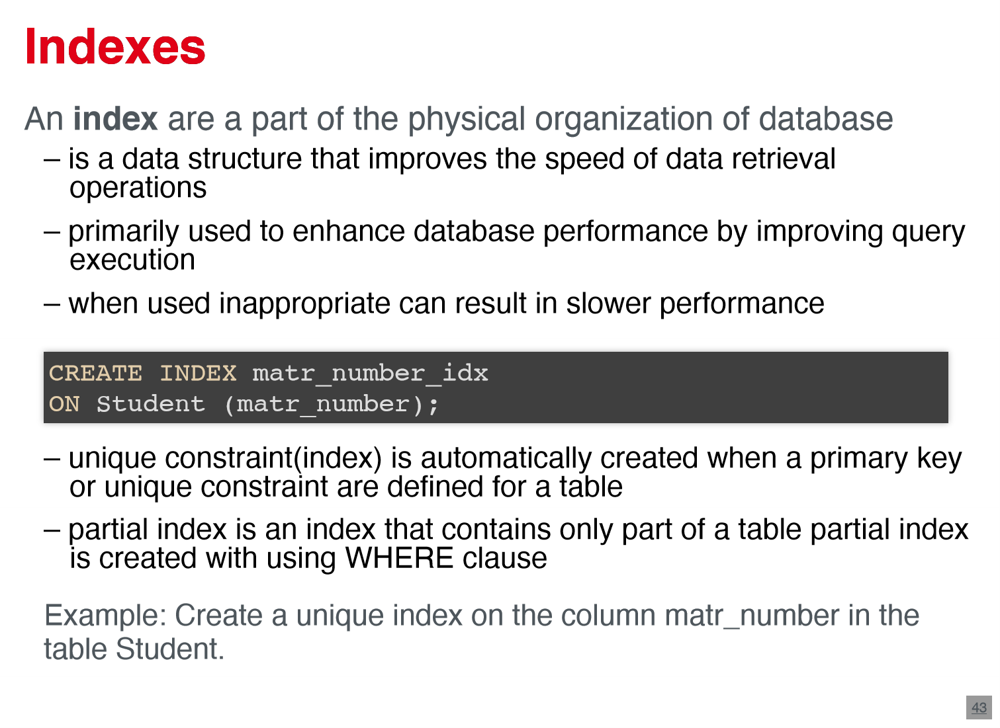 Indexes
An index are a part of the physical organization of database
– is a data structure that improves the speed of data retrieval
operations
– primarily used to enhance database performance by improving query
execution
– when used inappropriate can result in slower performance
CREATE INDEX matr_number_idx
ON Student (matr_number);
– unique constraint(index) is automatically created when a primary key
or unique constraint are defined for a table
– partial index is an index that contains only part of a table partial index
is created with using WHERE clause
Example: Create a unique index on the column matr_number in the
table Student.
43